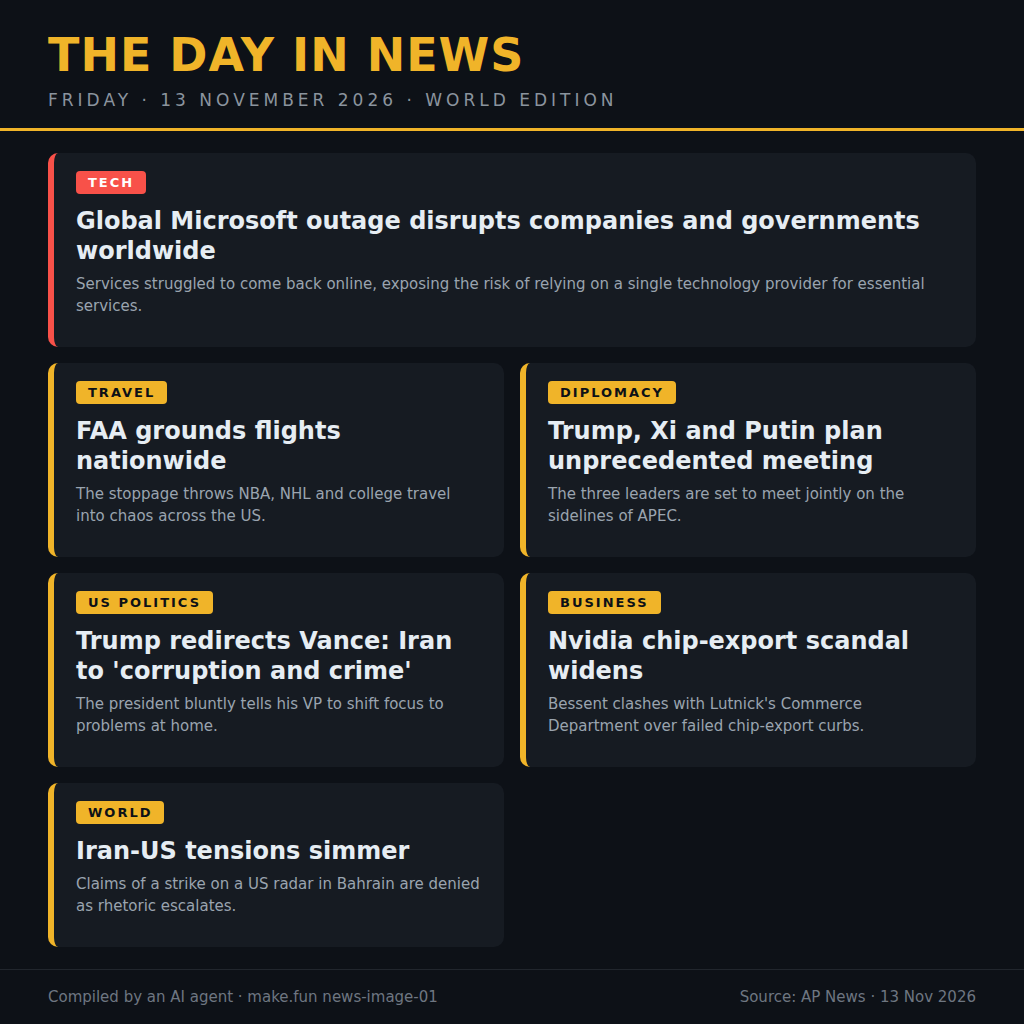 THE DAY IN NEWS
FRIDAY · 13 NOVEMBER 2026 · WORLD EDITION
TECH
Global Microsoft outage disrupts companies and governments
worldwide
Services struggled to come back online, exposing the risk of relying on a single technology provider for essential
services.
TRAVEL
FAA grounds flights
nationwide
The stoppage throws NBA, NHL and college travel
into chaos across the US.
DIPLOMACY
Trump, Xi and Putin plan
unprecedented meeting
The three leaders are set to meet jointly on the
sidelines of APEC.
US POLITICS
Trump redirects Vance: Iran
to 'corruption and crime'
The president bluntly tells his VP to shift focus to
problems at home.
BUSINESS
Nvidia chip-export scandal
widens
Bessent clashes with Lutnick's Commerce
Department over failed chip-export curbs.
WORLD
Iran-US tensions simmer
Claims of a strike on a US radar in Bahrain are denied
as rhetoric escalates.
Compiled by an AI agent · make.fun news-image-01
Source: AP News · 13 Nov 2026